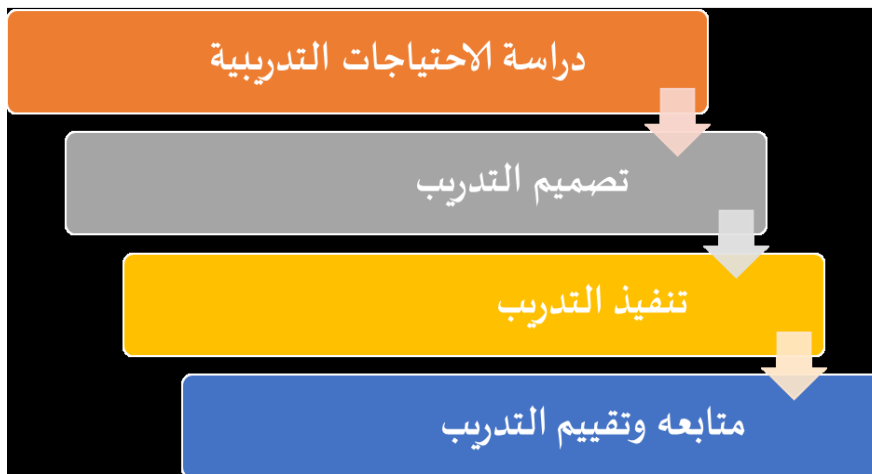 دراسة الاحتياجات التدريبية
تصميم التدريب
تنفيذ التدريب
متابعه وتقييم التدريب